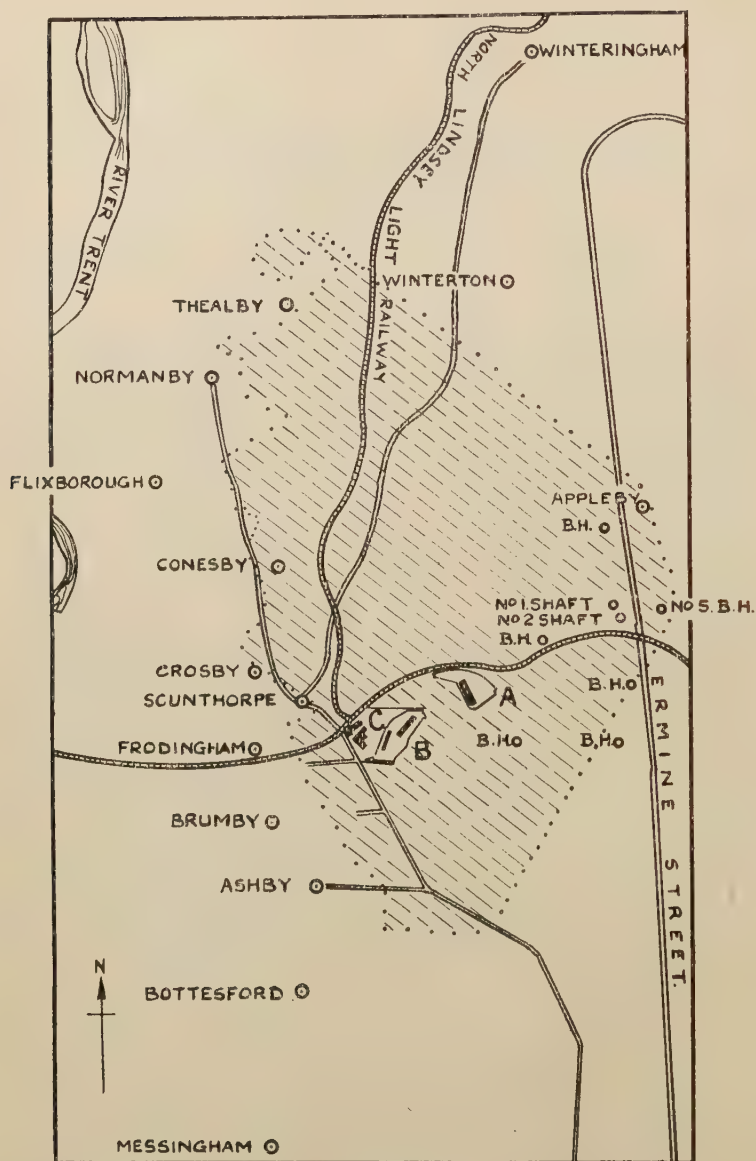 WINTERINGHAM
NORTH LINDSEY LIGHT RAILWAY
RIVER TRENT
WINTERTON
THEALBY
NORMANBY
FLIXBOROUGH
APPLEBY
B.H.
CONESBY
No 1. SHAFT
No 5. B.H.
No 2 SHAFT
B.H.
CROSBY
SCUNTHORPE
B.H.
A
C
FRODINGHAM
B
B.H.
B.H.
ERMINE STREET.
BRUMBY
ASHBY
N
BOTTESFORD
MESSINGHAM